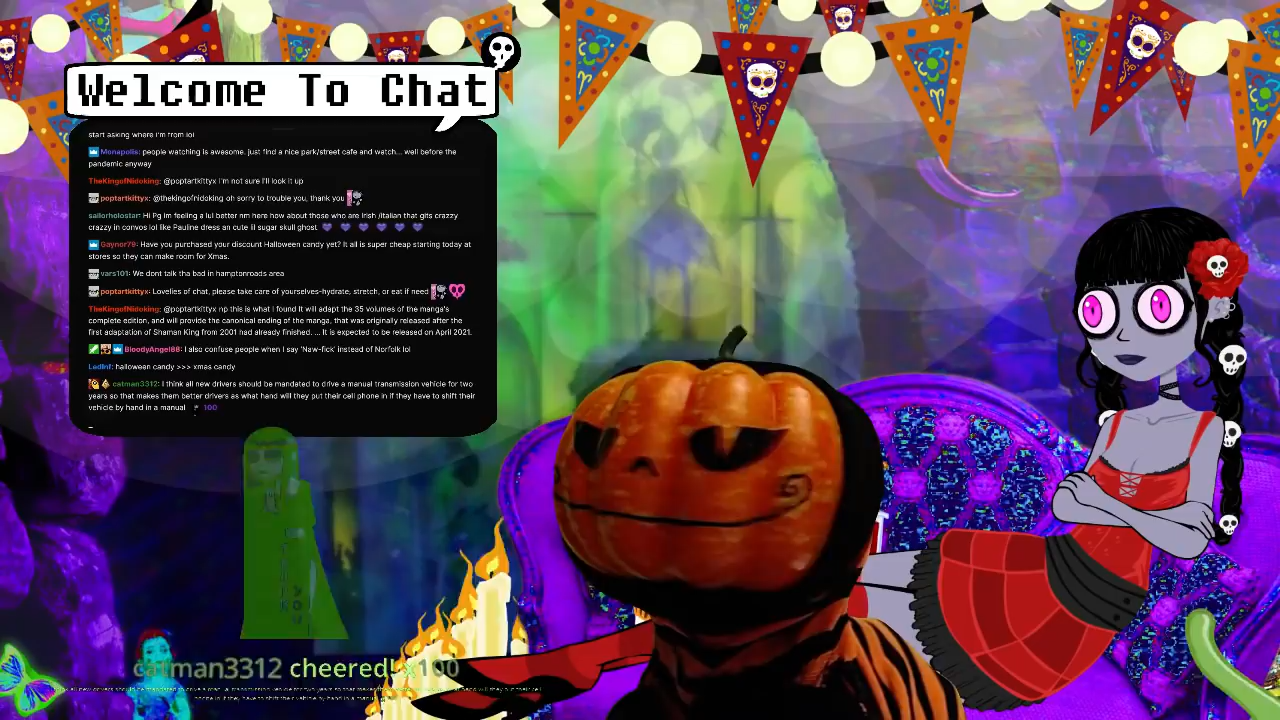 Welcome To Chat
start asking where i'm from lol
Monapolis: people watching is awesome. just find a nice park/street cafe and watch... well before the
pandemic anyway
TheKingofNidoking: @poptartkittyx I'm not sure I'll look it up
poptartkittyx: @thekingofnidoking oh sorry to trouble you, thank you
sailorholostar: Hi Pg im feeling a lul better nm here how about those who are irish /italian that gits crazzy
crazzy in convos lol like Pauline dress an cute lil sugar skull ghost
Gaynor79: Have you purchased your discount Halloween candy yet? It all is super cheap starting today at
stores so they can make room for Xmas.
vars101: We dont talk tha bad in hamptonroads area
poptartkittyx: Lovelies of chat, please take care of yourselves-hydrate, stretch, or eat if need
TheKingofNidoking: @poptartkittyx np this is what I found It will adapt the 35 volumes of the manga's
complete edition, and will provide the canonical ending of the manga, that was originally released after the
first adaptation of Shaman King from 2001 had already finished. ... It is expected to be released on April 2021.
BloodyAngel88: I also confuse people when I say 'Naw-fick' instead of Norfolk lol
LedInf: halloween candy >>> xmas candy
catman3312: I think all new drivers should be mandated to drive a manual transmission vehicle for two
years so that makes them better drivers as what hand will they put their cell phone in if they have to shift their
vehicle by hand in a manual 100
catman3312 cheered! x100